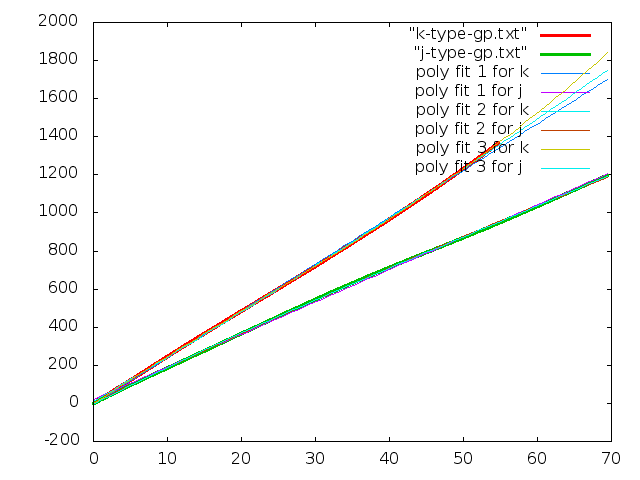 2000
1800
1600
1400
1200
1000
800
600
400
200
0
-200
0 10 20 30 40 50 60 70
"k-type-gp.txt"
"j-type-gp.txt"
poly fit 1 for k
poly fit 1 for j
poly fit 2 for k
poly fit 2 for j
poly fit 3 for k
poly fit 3 for j